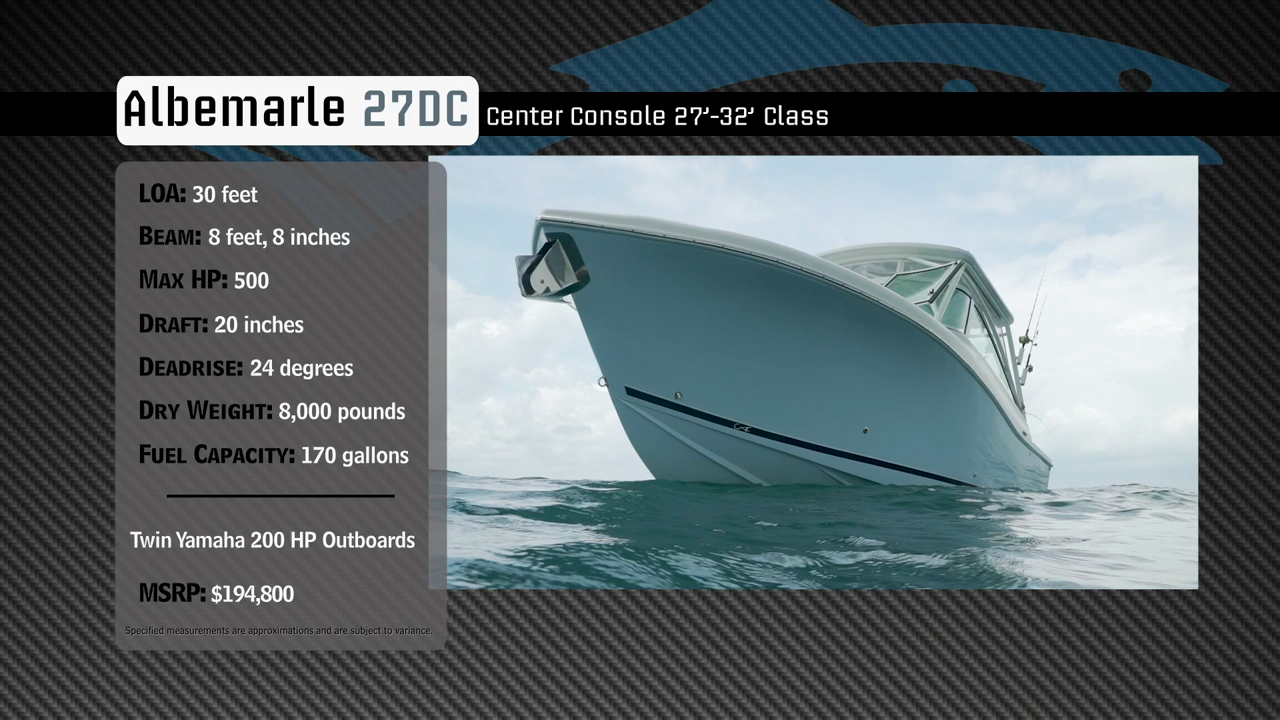 Albemarle 27DC
Center Console 27’-32’ Class
LOA: 30 feet
BEAM: 8 feet, 8 inches
MAX HP: 500
DRAFT: 20 inches
DEADRISE: 24 degrees
DRY WEIGHT: 8,000 pounds
FUEL CAPACITY: 170 gallons
Twin Yamaha 200 HP Outboards
MSRP: $194,800
Specified measurements are approximations and are subject to variance.